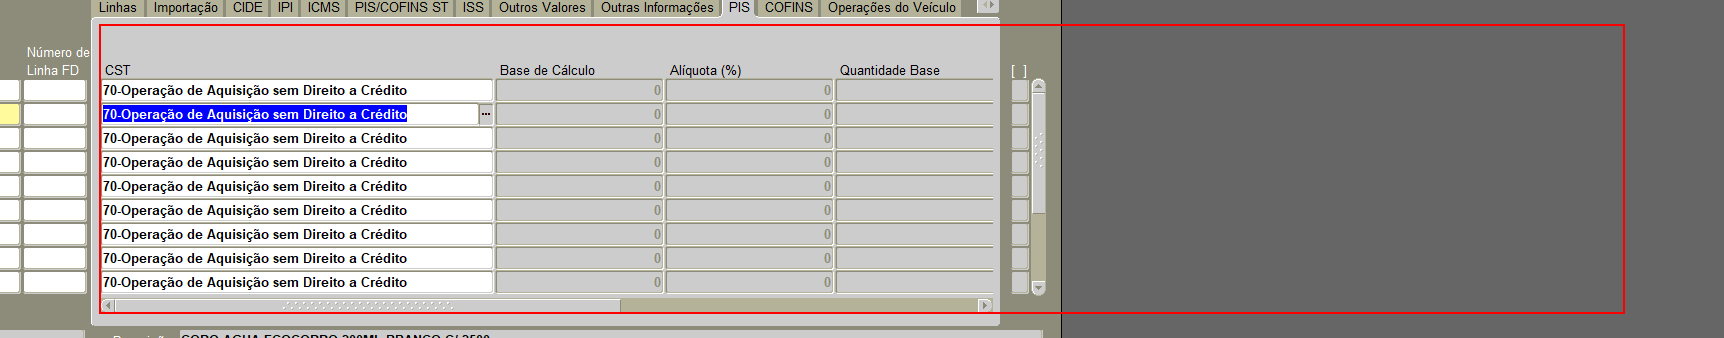 Linhas Importação CIDE IPI ICMS PIS/COFINS ST ISS Outros Valores Outras Informações PIS COFINS Operações do Veículo
Número de
Linha FD CST Base de Cálculo Alíquota (%) Quantidade Base [ ]
70-Operação de Aquisição sem Direito a Crédito 0 0
70-Operação de Aquisição sem Direito a Crédito ... 0 0
70-Operação de Aquisição sem Direito a Crédito 0 0
70-Operação de Aquisição sem Direito a Crédito 0 0
70-Operação de Aquisição sem Direito a Crédito 0 0
70-Operação de Aquisição sem Direito a Crédito 0 0
70-Operação de Aquisição sem Direito a Crédito 0 0
70-Operação de Aquisição sem Direito a Crédito 0 0
70-Operação de Aquisição sem Direito a Crédito 0 0